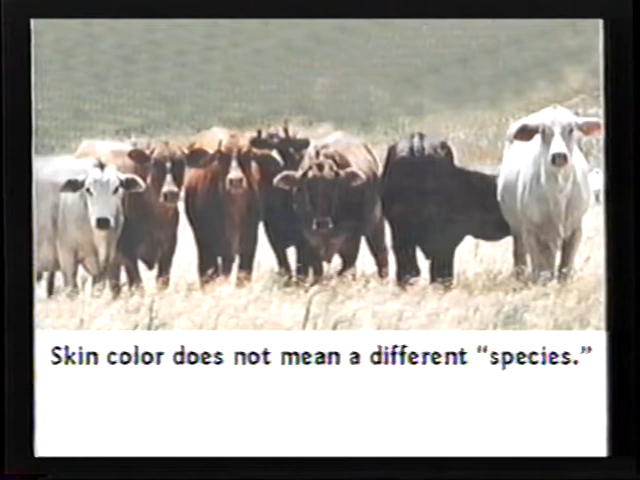 Skin color does not mean a different “species.”